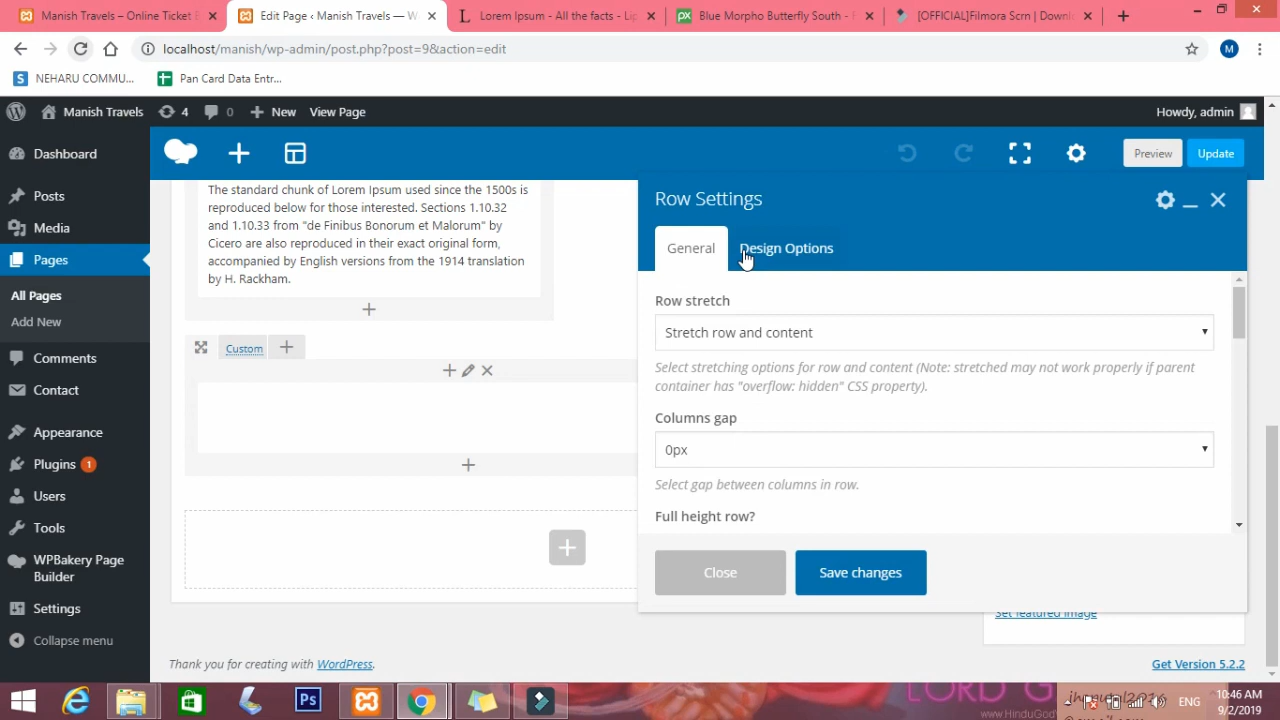 Manish Travels - Online Ticket B
Edit Page ‹ Manish Travels — W
Lorem Ipsum - All the facts - Lip
Blue Morpho Butterfly South - F
[OFFICIAL]Filmora Scrn | Downl
localhost/manish/wp-admin/post.php?post=9&action=edit
M
NEHARU COMMU...
Pan Card Data Entr...
Manish Travels
4
0
New
View Page
Howdy, admin
Dashboard
Posts
Media
Pages
All Pages
Add New
Comments
Contact
Appearance
Plugins 1
Users
Tools
WPBakery Page
Builder
Settings
Collapse menu
Preview
Update
The standard chunk of Lorem Ipsum used since the 1500s is
reproduced below for those interested. Sections 1.10.32
and 1.10.33 from "de Finibus Bonorum et Malorum" by
Cicero are also reproduced in their exact original form,
accompanied by English versions from the 1914 translation
by H. Rackham.
Custom
Row Settings
General
Design Options
Row stretch
Stretch row and content
Select stretching options for row and content (Note: stretched may not work properly if parent
container has "overflow: hidden" CSS property).
Columns gap
0px
Select gap between columns in row.
Full height row?
Close
Save changes
Set featured image
Thank you for creating with WordPress.
Get Version 5.2.2
Ps
LORD G
www.HinduGod
ENG
10:46 AM
9/2/2019